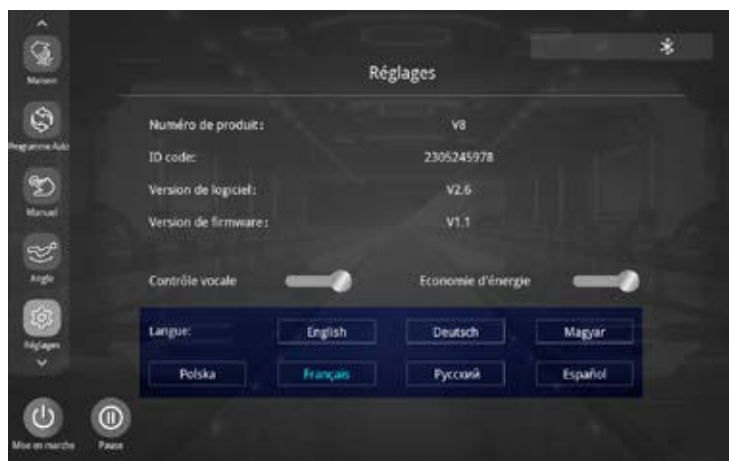 Réglages
Maison
Numéro de produit: V8
Programme Auto
ID code: 2305245978
Version de logiciel: V2.6
Manuel
Version de firmware: V1.1
Angle
Contrôle vocale
Economie d'énergie
Langue: English Deutsch Magyar
Réglages
Polska Français Русский Español
Mise en marche Pause